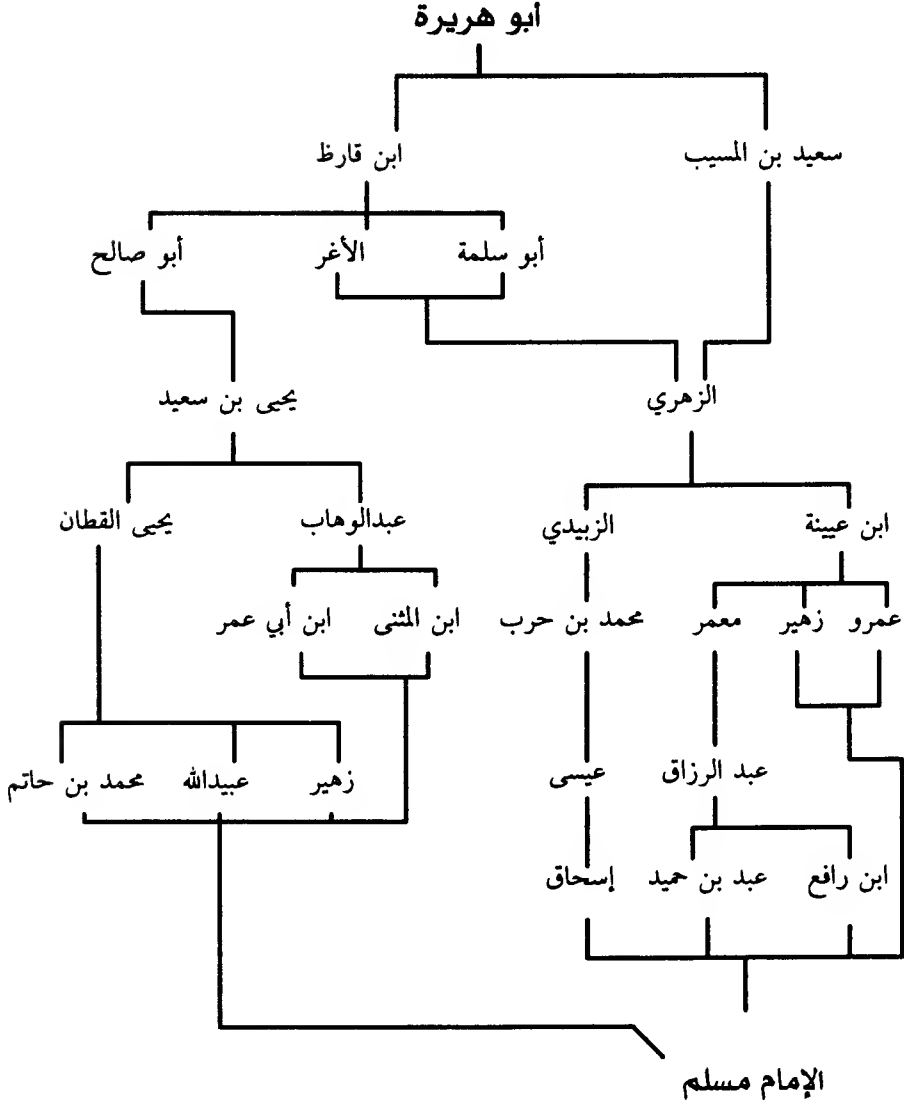 أبو هريرة
سعيد بن المسيب
ابن قارظ
أبو سلمة
الأغر
أبو صالح
الزهري
يحيى بن سعيد
ابن عيينة
الزبيدي
عبدالوهاب
يحيى القطان
عمرو
زهير
معمر
محمد بن حرب
ابن المثنى
ابن أبي عمر
عبد الرزاق
عيسى
زهير
عبيدالله
محمد بن حاتم
ابن رافع
عبد بن حميد
إسحاق
الإمام مسلم